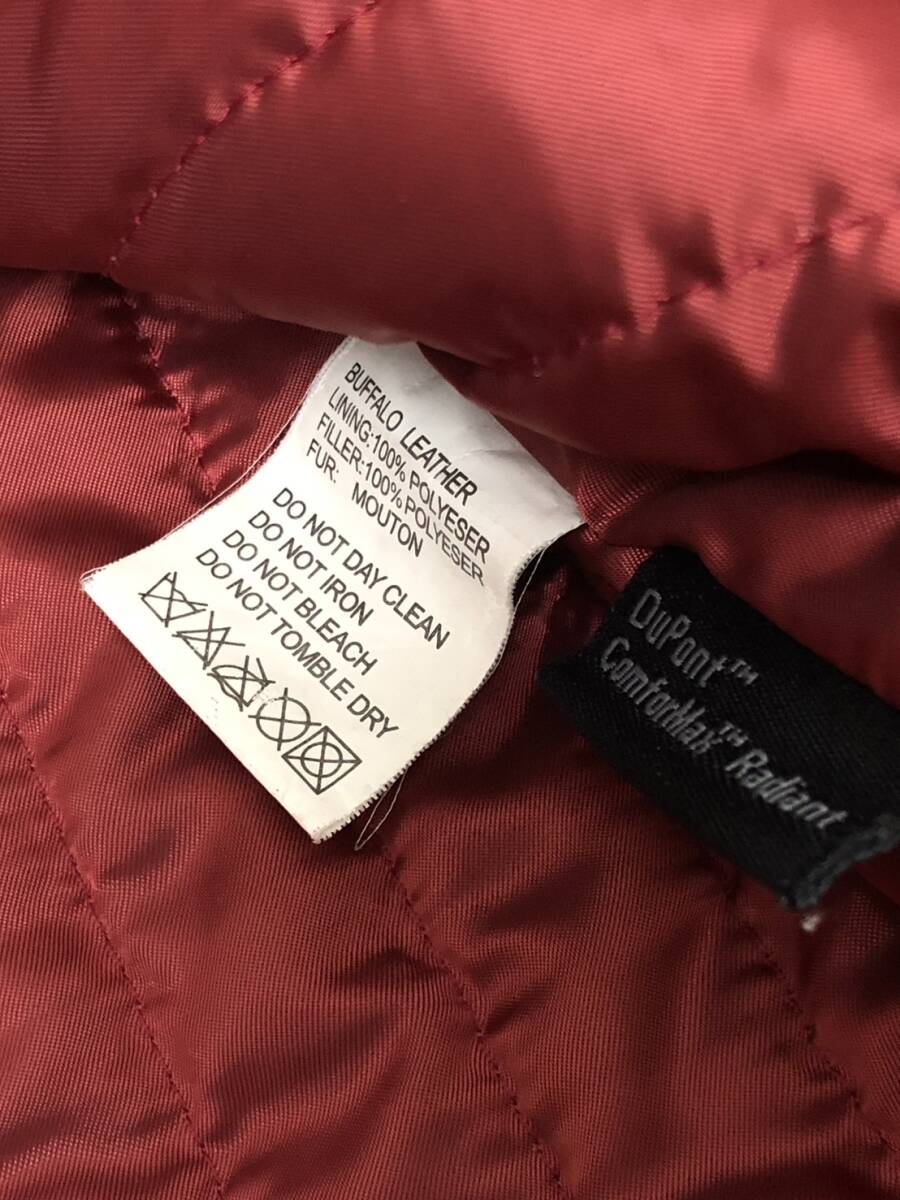 BUFFALO LEATHER
LINING:100% POLYESER
FILLER:100% POLYESER
FUR: MOUTON
DO NOT DAY CLEAN
DO NOT IRON
DO NOT BLEACH
DO NOT TOMBLE DRY
DuPont™
ComforMax™ Radiant